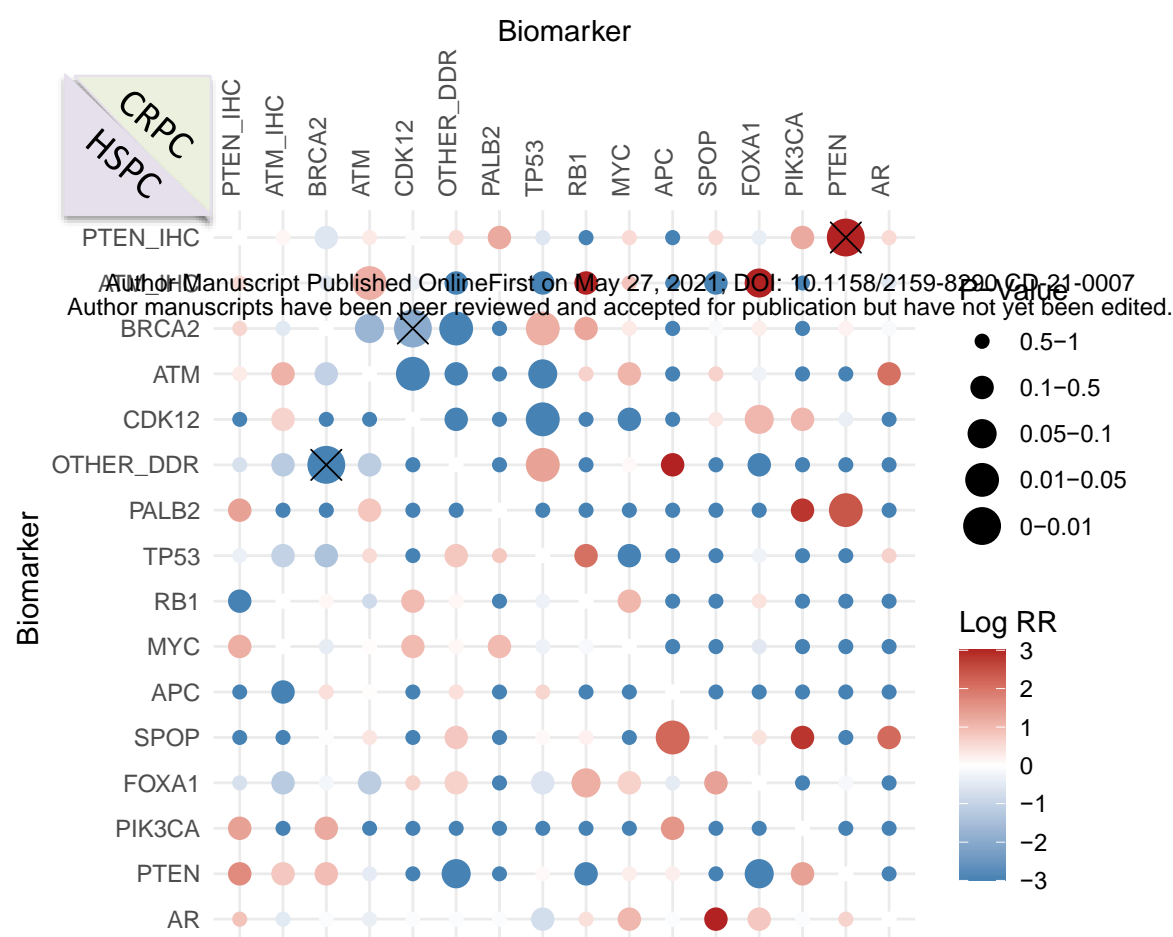 Biomarker
CRPC
HSPC
PTEN_IHC
ATM_IHC
BRCA2
ATM
CDK12
OTHER_DDR
PALB2
TP53
RB1
MYC
APC
SPOP
FOXA1
PIK3CA
PTEN
AR
PTEN_IHC
ATM_IHC
Author Manuscript Published OnlineFirst on May 27, 2021; DOI: 10.1158/2159-8290.CD-21-0007
Author manuscripts have been peer reviewed and accepted for publication but have not yet been edited.
BRCA2
ATM
CDK12
OTHER_DDR
PALB2
TP53
RB1
MYC
APC
SPOP
FOXA1
PIK3CA
PTEN
AR
Biomarker
P-Value
0.5−1
0.1−0.5
0.05−0.1
0.01−0.05
0−0.01
Log RR
3
2
1
0
−1
−2
−3